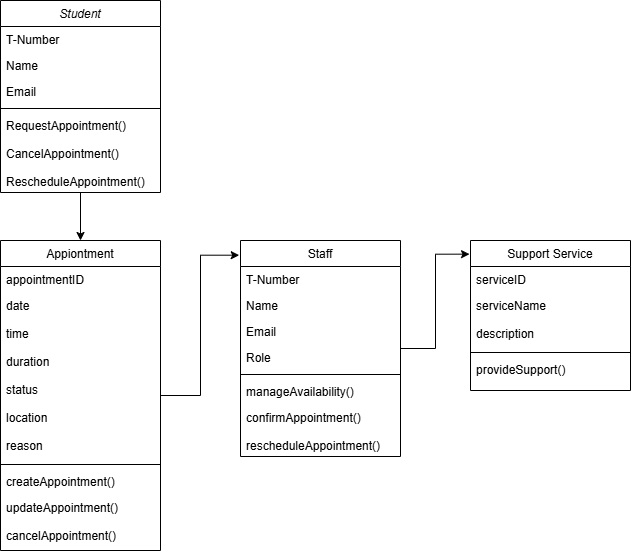 Student
T-Number
Name
Email
RequestAppointment()
CancelAppointment()
RescheduleAppointment()
Appiontment
appointmentID
date
time
duration
status
location
reason
createAppointment()
updateAppointment()
cancelAppointment()
Staff
T-Number
Name
Email
Role
manageAvailability()
confirmAppointment()
rescheduleAppointment()
Support Service
serviceID
serviceName
description
provideSupport()